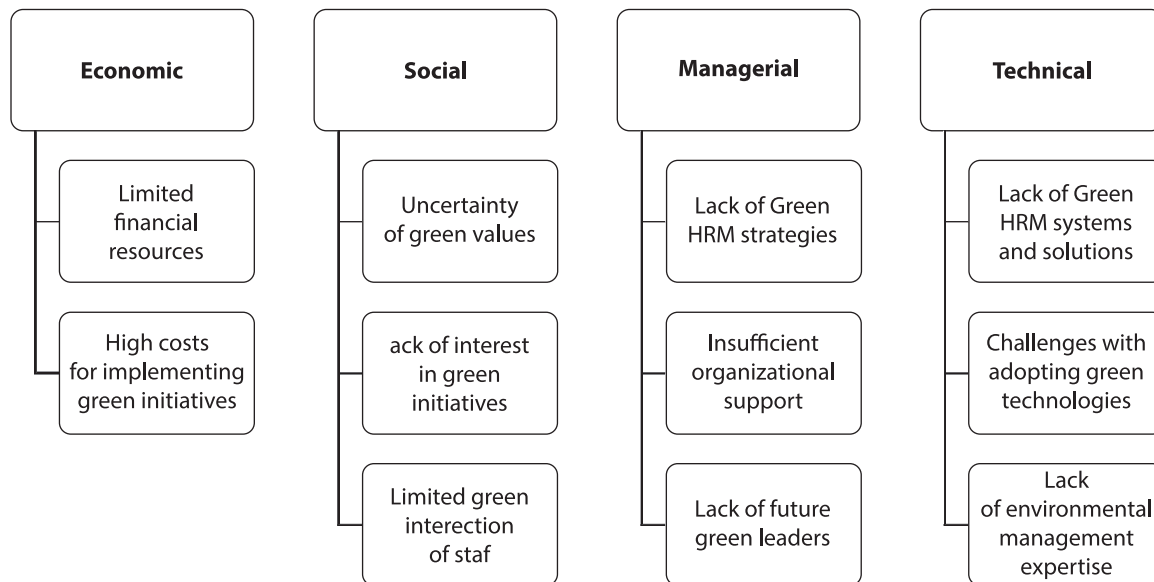 Economic
Limited
financial
resources
High costs
for implementing
green initiatives
Social
Uncertainty
of green values
ack of interest
in green
initiatives
Limited green
interection
of staf
Managerial
Lack of Green
HRM strategies
Insufficient
organizational
support
Lack of future
green leaders
Technical
Lack of Green
HRM systems
and solutions
Challenges with
adopting green
technologies
Lack
of environmental
management
expertise